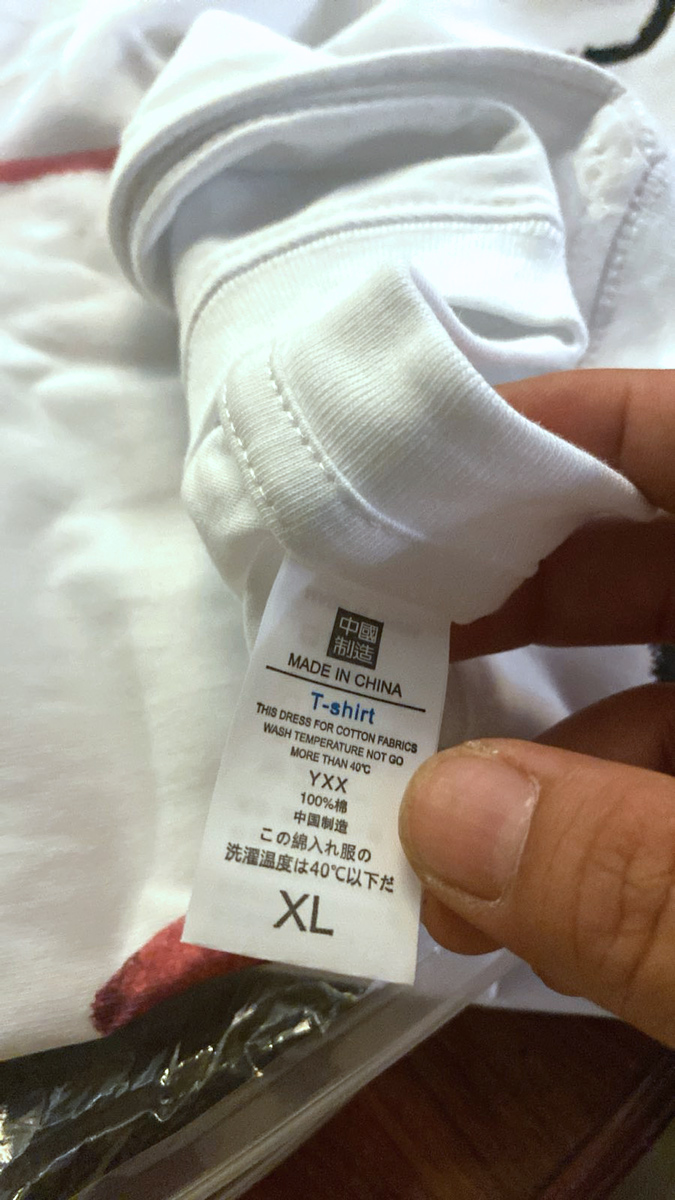 中國
制造
MADE IN CHINA
T-shirt
THIS DRESS FOR COTTON FABRICS
WASH TEMPERATURE NOT GO
MORE THAN 40℃
YXX
100%棉
中国制造
この綿入れ服の
洗濯温度は40℃以下だ
XL